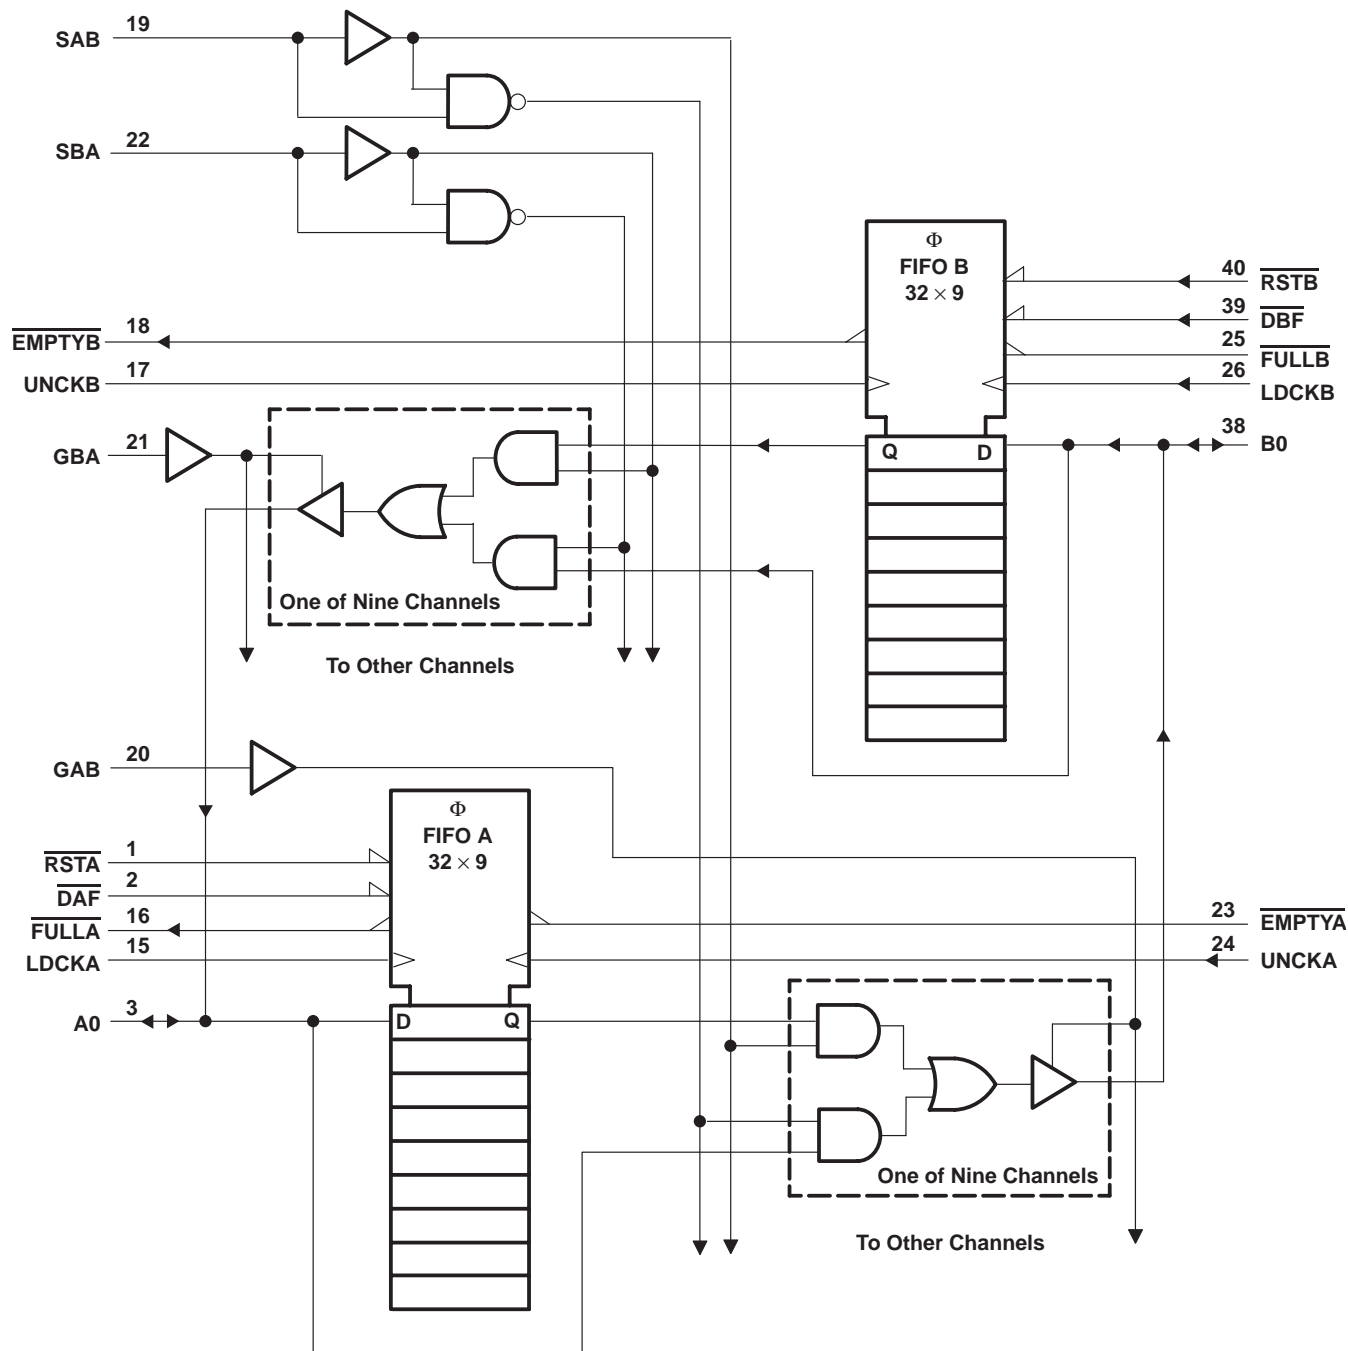 SAB 19
SBA 22
Φ
FIFO B
32 × 9
40 RSTB
39 DBF
25 FULLB
26 LDCKB
EMPTYB 18
UNCKB 17
GBA 21
38 B0
Q D
One of Nine Channels
To Other Channels
GAB 20
Φ
FIFO A
32 × 9
RSTA 1
DAF 2
FULLA 16
LDCKA 15
23 EMPTYA
24 UNCKA
A0 3
D Q
One of Nine Channels
To Other Channels